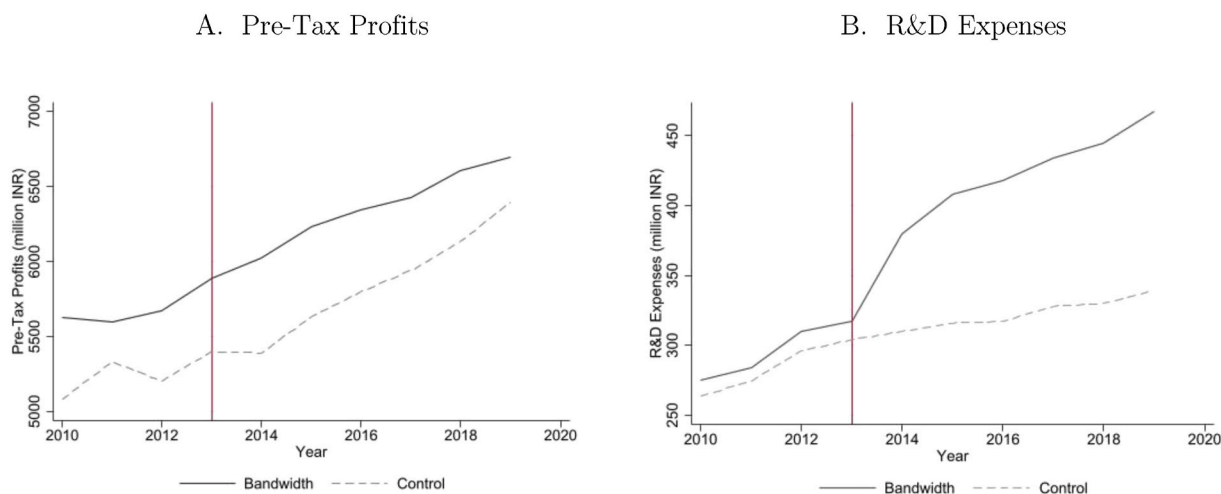 A. Pre-Tax Profits
Pre-Tax Profits (million INR)
7000
6500
6000
5500
5000
2010 2012 2014 2016 2018 2020
Year
Bandwidth Control
B. R&D Expenses
R&D Expenses (million INR)
450
400
350
300
250
2010 2012 2014 2016 2018 2020
Year
Bandwidth Control